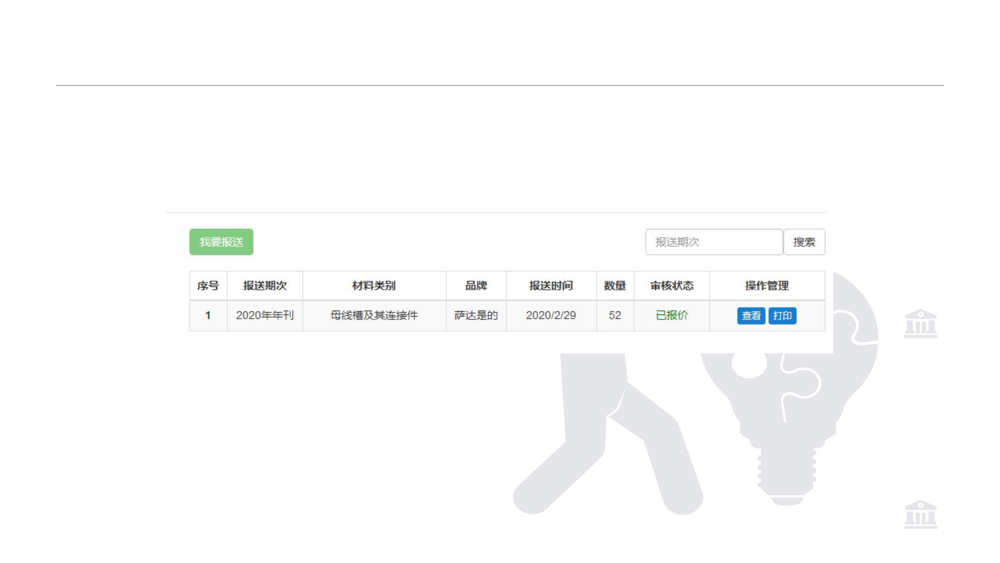 我要报送 报送期次 搜索
序号 报送期次 材料类别 品牌 报送时间 数量 审核状态 操作管理
1 2020年年刊 母线槽及其连接件 萨达是的 2020/2/29 52 已报价 查看 打印